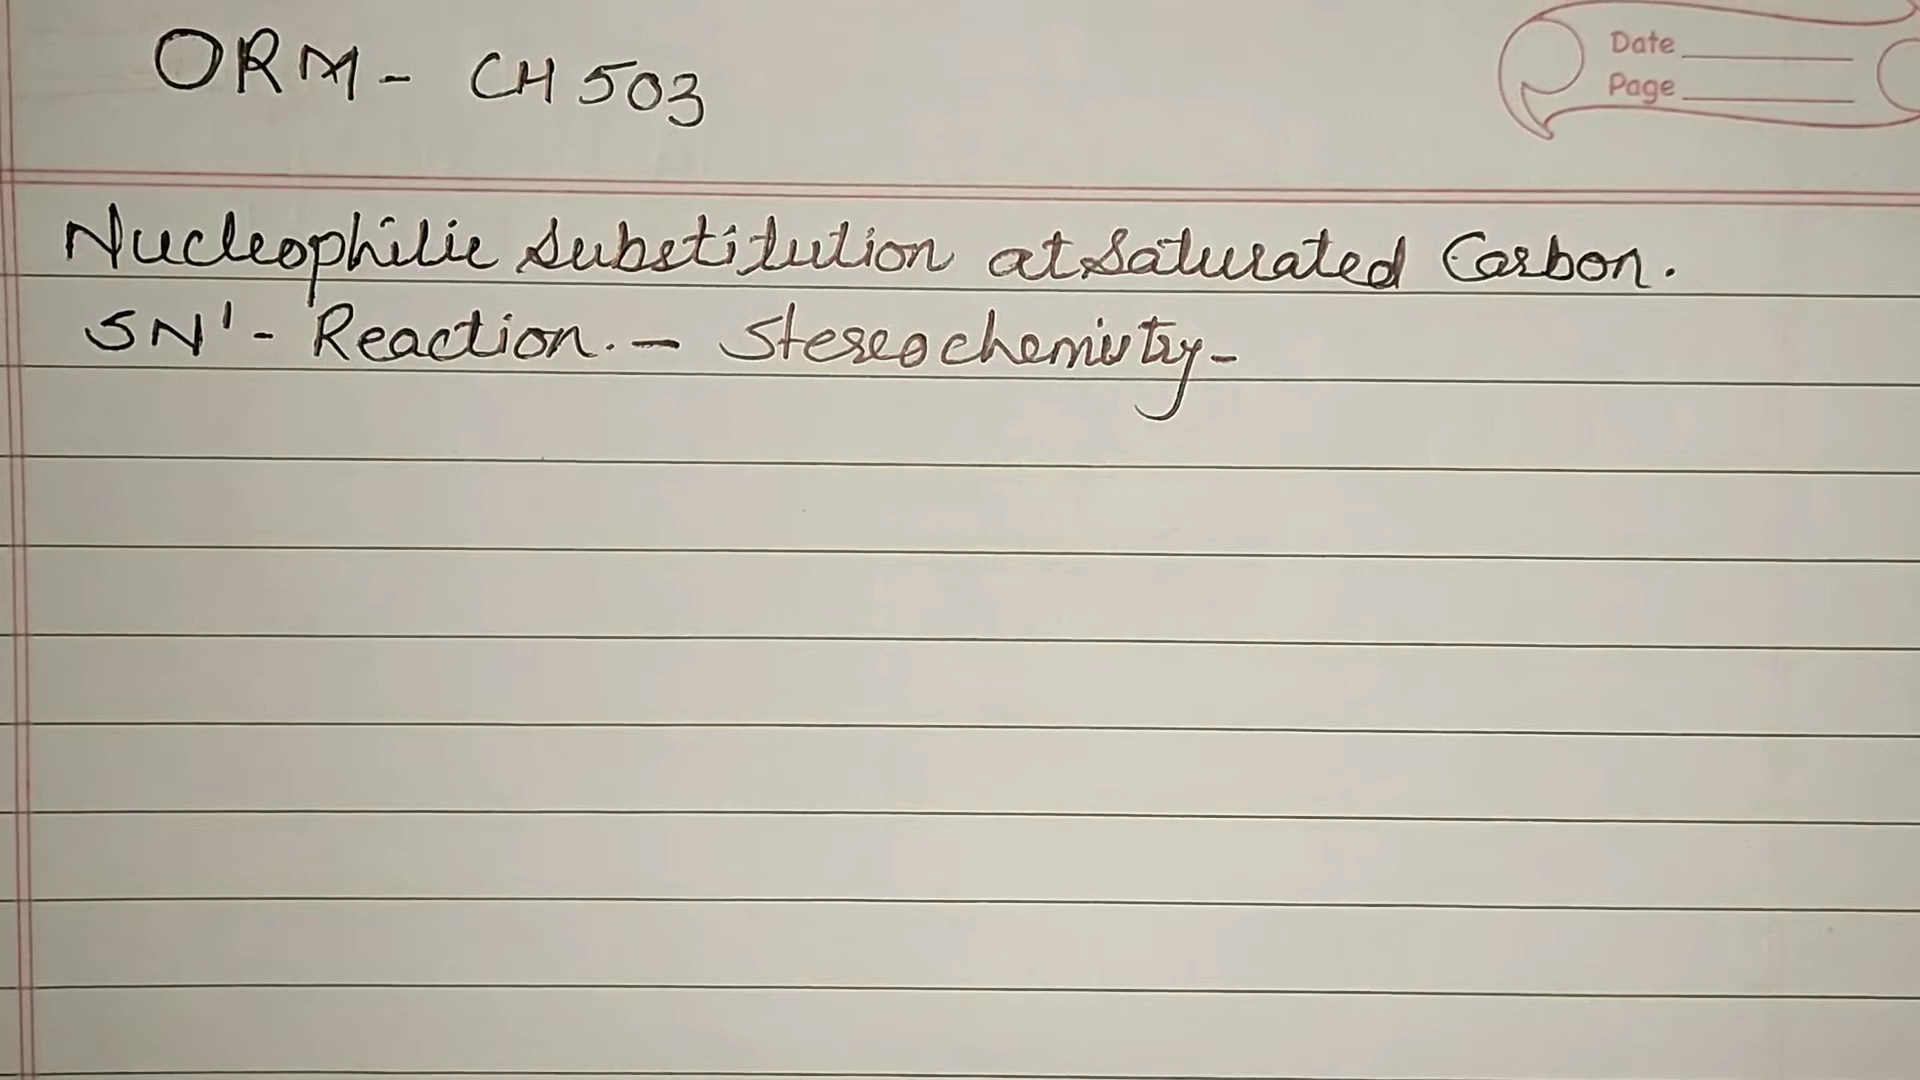 ORM - CH 503
Date
Page
Nucleophilic Substitution at Saturated Carbon.
SN' - Reaction. - Stereochemistry -